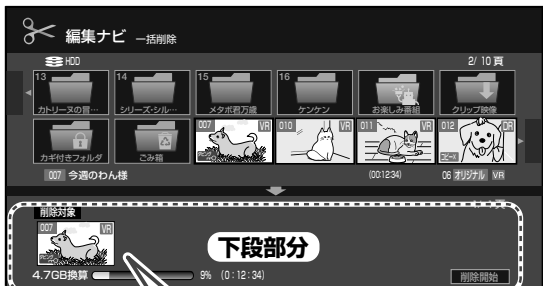 編集ナビ 一括削除
HDD 2/ 10 頁
13 14 15 16
カトリーヌの冒… シリーズ・シル… メタボ君万歳 ケンケン お楽しみ番組 クリップ映像
007 VR 010 VR 011 VR 012 DR
カギ付きフォルダ ごみ箱
007 今週のわん様 (00:12:34) 06 オリジナル VR
削除対象
007 VR
下段部分
4.7GB換算 9% (0:12:34) 削除開始